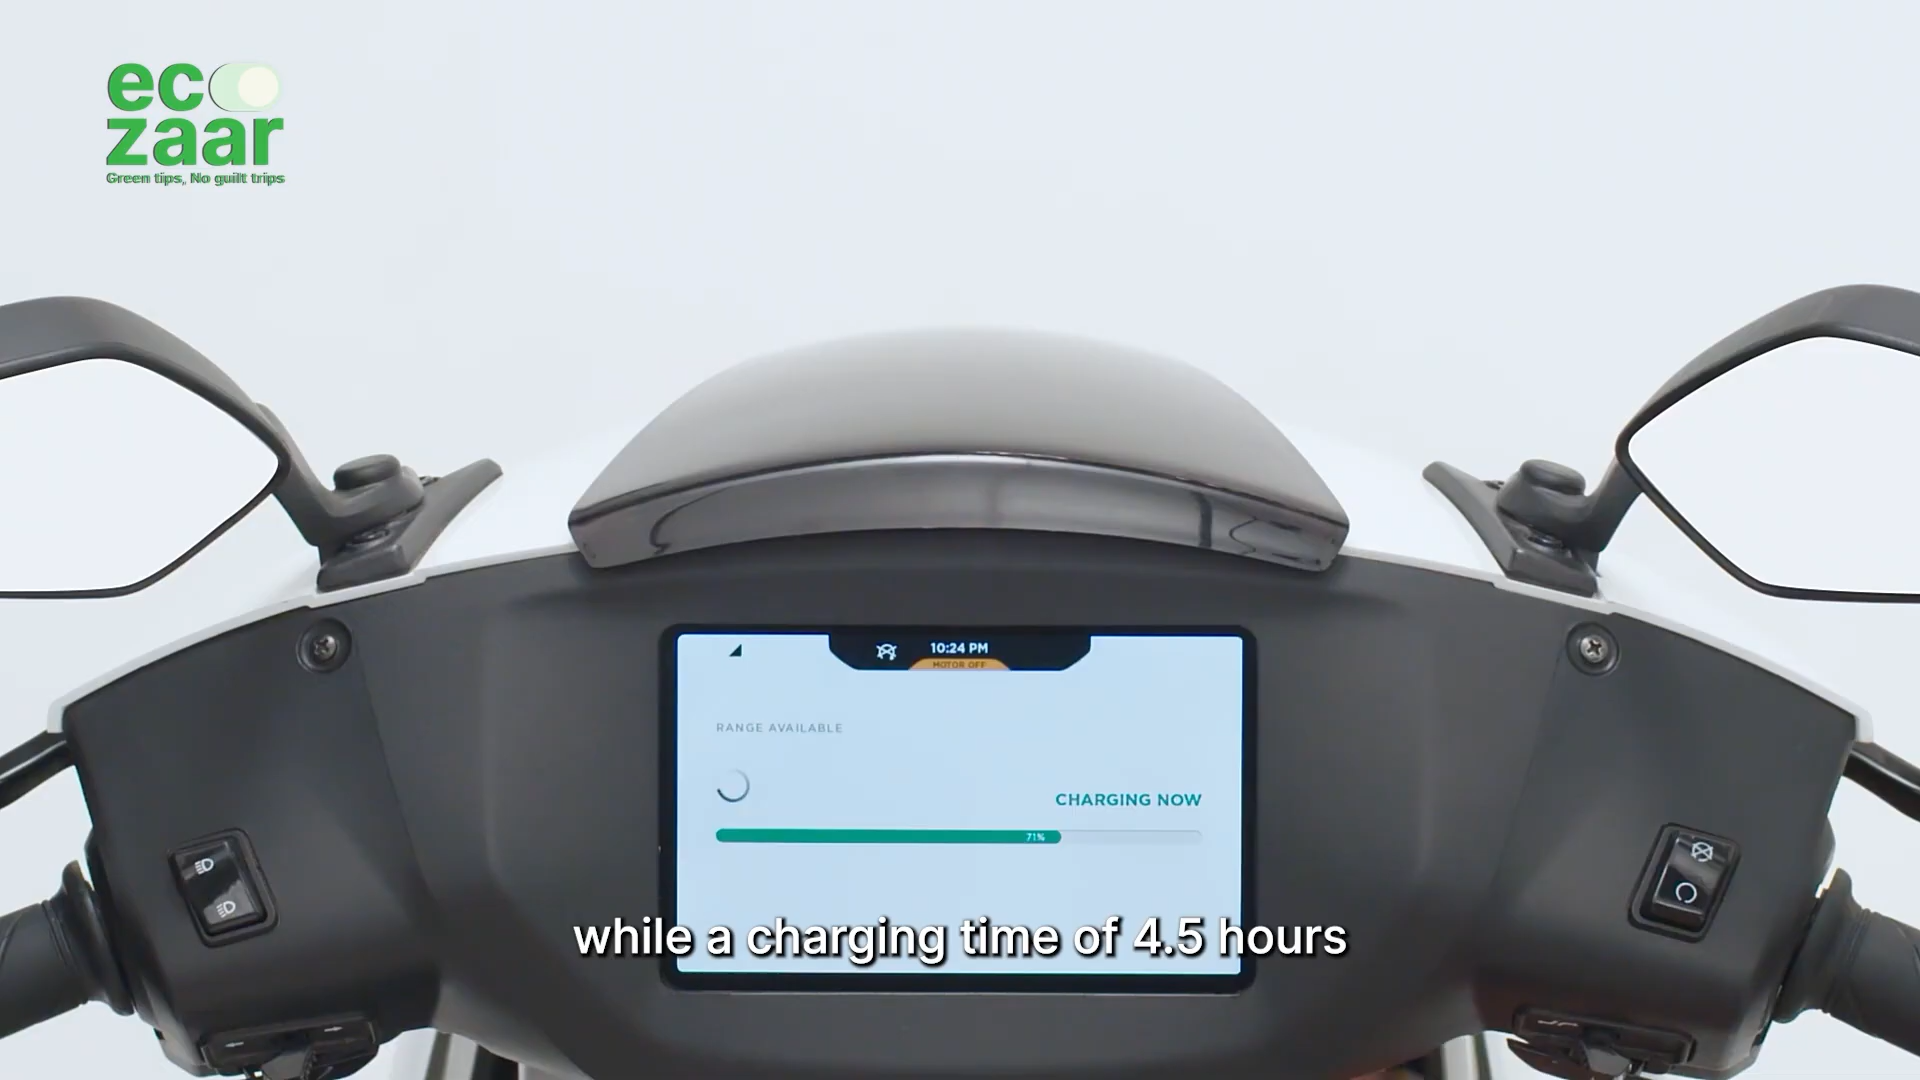 eco
zaar
Green tips, No guilt trips
10:24 PM
MOTOR OFF
RANGE AVAILABLE
CHARGING NOW
71%
while a charging time of 4.5 hours